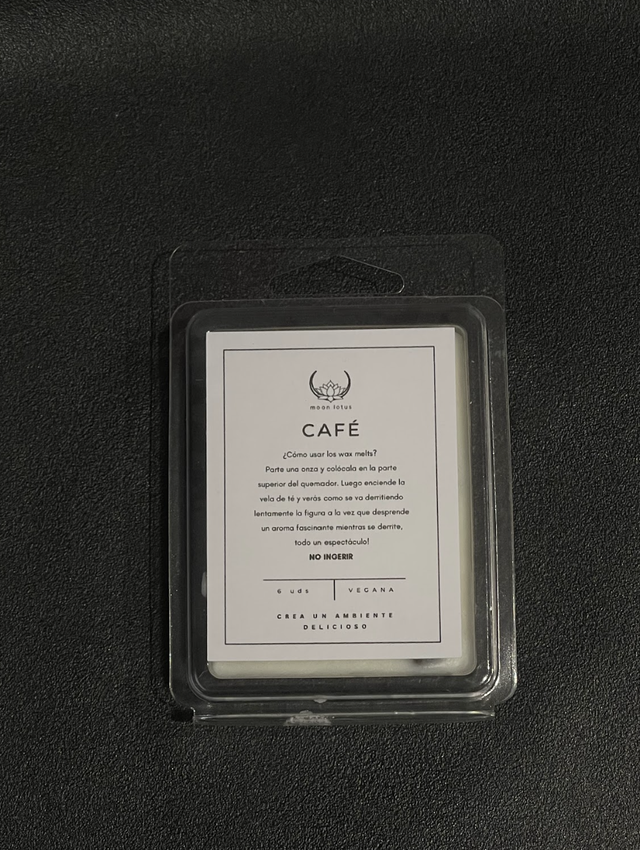 moon lotus
CAFÉ
¿Cómo usar los wax melts?
Parte una onza y colócala en la parte
superior del quemador. Luego enciende la
vela de té y verás como se va derritiendo
lentamente la figura a la vez que desprende
un aroma fascinante mientras se derrite,
todo un espectáculo!
NO INGERIR
6 uds VEGANA
CREA UN AMBIENTE
DELICIOSO